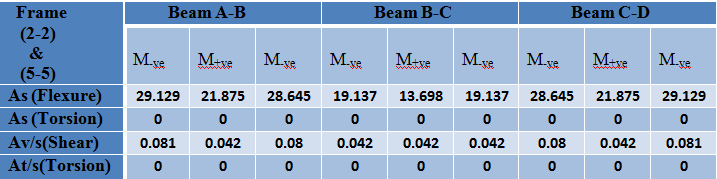 Frame (2-2) & (5-5) Beam A-B Beam B-C Beam C-D
M-ve M+ve M-ve M-ve M+ve M-ve M-ve M+ve M-ve
As (Flexure) 29.129 21.875 28.645 19.137 13.698 19.137 28.645 21.875 29.129
As (Torsion) 0 0 0 0 0 0 0 0 0
Av/s(Shear) 0.081 0.042 0.08 0.042 0.042 0.042 0.08 0.042 0.081
At/s(Torsion) 0 0 0 0 0 0 0 0 0